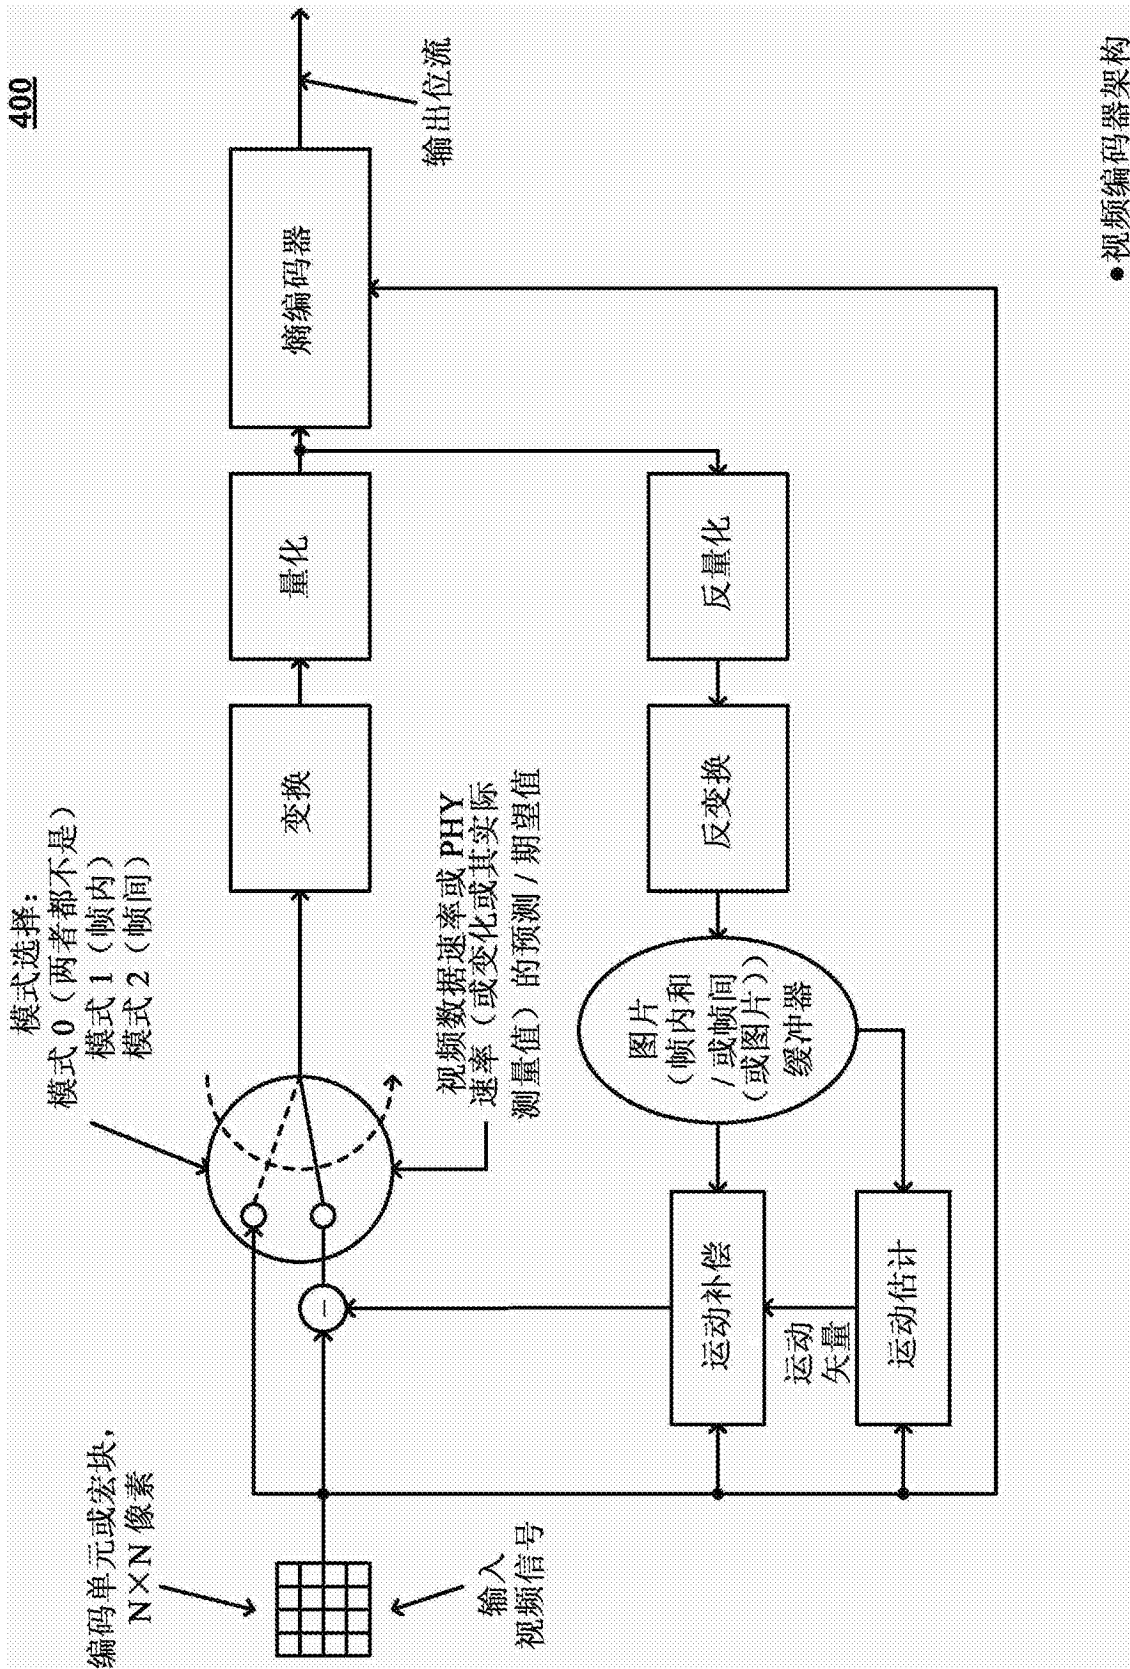 400
模式选择：
模式 0（两者都不是）
模式 1（帧内）
模式 2（帧间）
编码单元或宏块，
N×N 像素
输入
视频信号
−
视频数据速率或 PHY
速率（或变化或其实际
测量值）的预测 / 期望值
变换
量化
熵编码器
输出位流
运动补偿
运动
矢量
运动估计
图片
（帧内和
/ 或帧间
（或图片））
缓冲器
反变换
反量化
●视频编码器架构